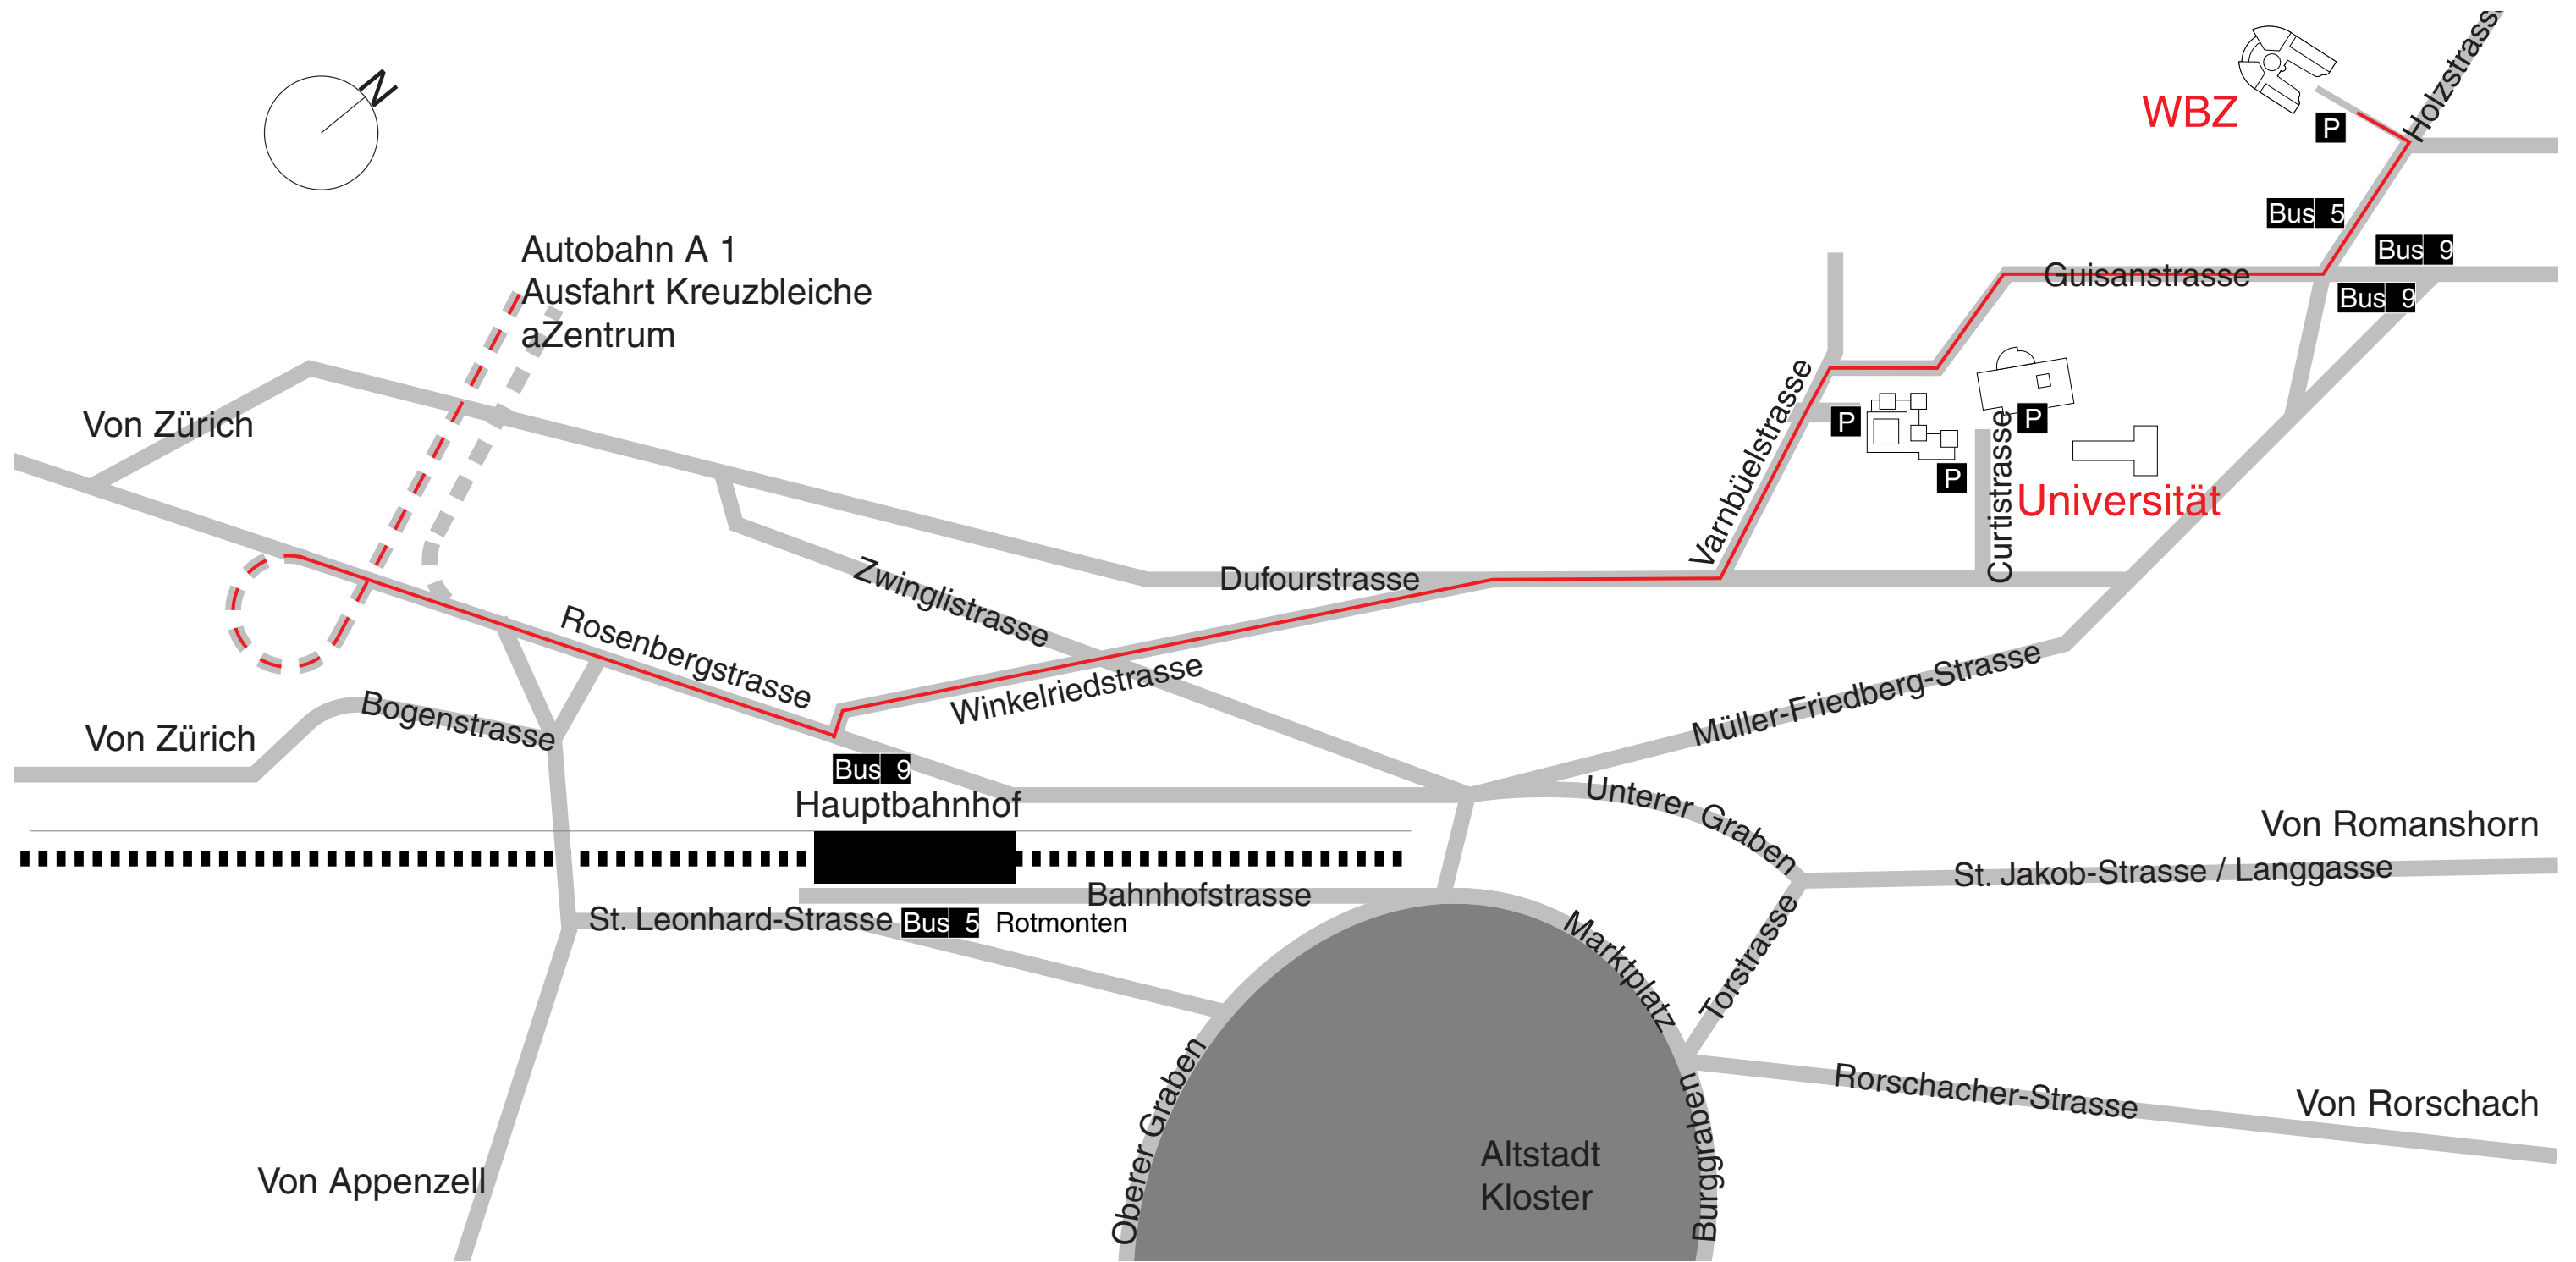 N
WBZ
P
Holzstrasse
Bus 5
Bus 9
Autobahn A 1
Ausfahrt Kreuzbleiche
aZentrum
Guisanstrasse
Bus 9
Von Zürich
Varnbüelstrasse
P
P
P
Curtistrasse
Universität
Zwinglistrasse
Dufourstrasse
Rosenbergstrasse
Winkelriedstrasse
Müller-Friedberg-Strasse
Bogenstrasse
Von Zürich
Bus 9
Hauptbahnhof
Unterer Graben
Von Romanshorn
St. Jakob-Strasse / Langgasse
Bahnhofstrasse
St. Leonhard-Strasse
Bus 5
Rotmonten
Marktplatz
Torstrasse
Oberer Graben
Burggraben
Rorschacher-Strasse
Von Rorschach
Von Appenzell
Altstadt
Kloster